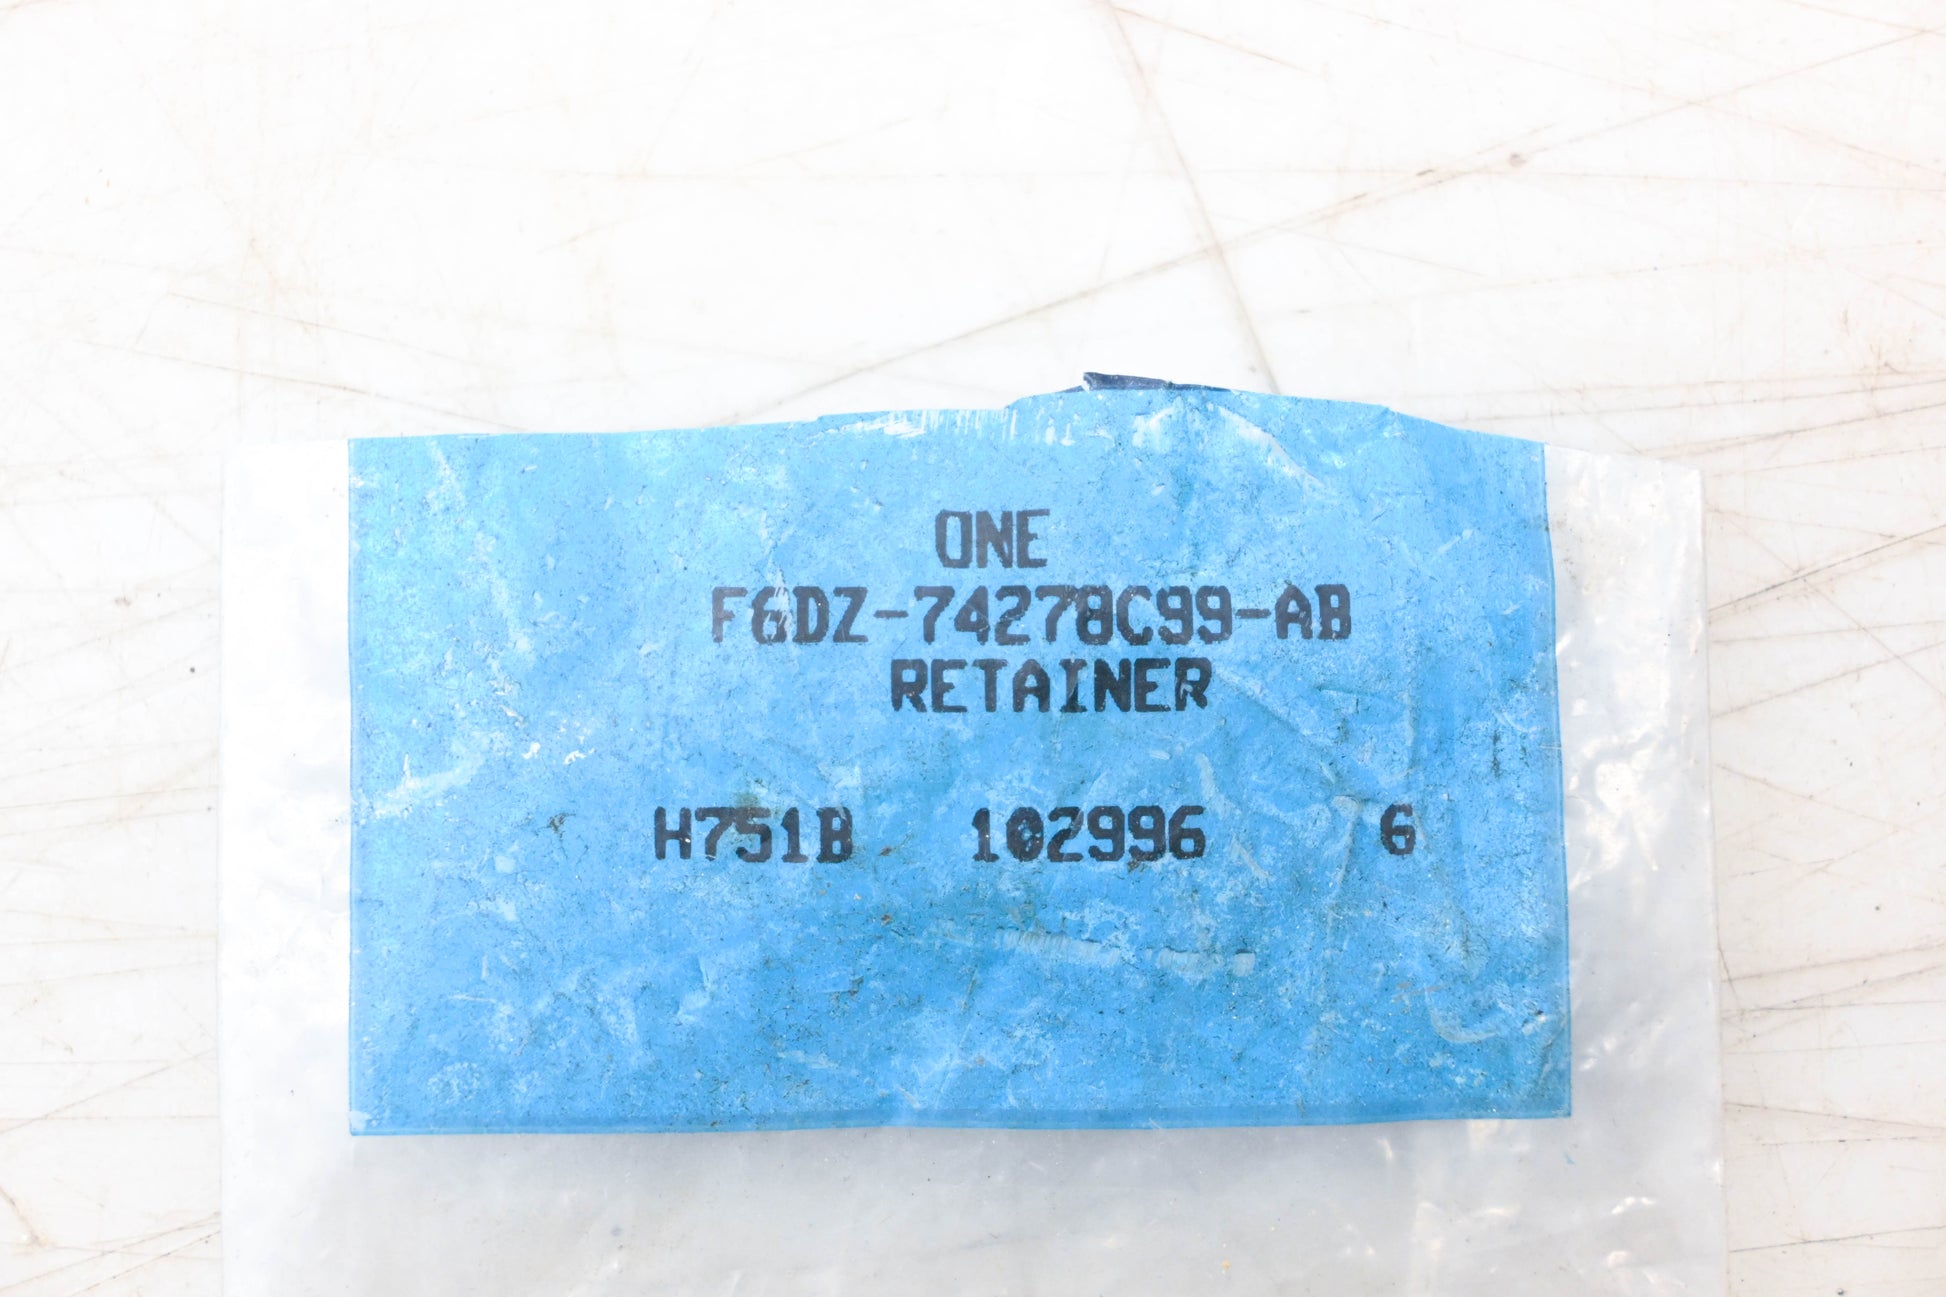 ONE
F6DZ-74278C99-AB
RETAINER
H751B 102996 6